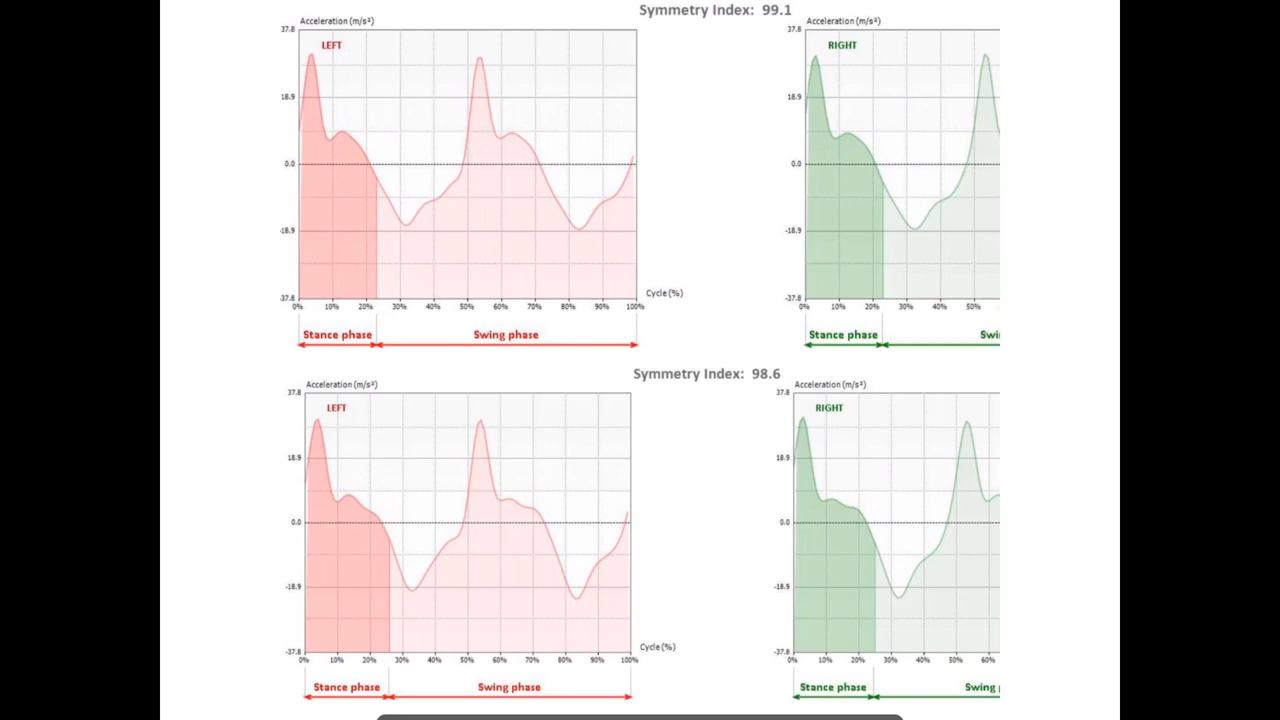 Symmetry Index: 99.1
Acceleration (m/s²)
Acceleration (m/s²)
37.8
37.8
LEFT
RIGHT
18.9
18.9
0.0
0.0
-18.9
-18.9
-37.8
-37.8
Cycle (%)
0% 10% 20% 30% 40% 50% 60% 70% 80% 90% 100%
0% 10% 20% 30% 40% 50%
Stance phase Swing phase
Stance phase Swi
Symmetry Index: 98.6
Acceleration (m/s²)
Acceleration (m/s²)
37.8
37.8
LEFT
RIGHT
18.9
18.9
0.0
0.0
-18.9
-18.9
-37.8
-37.8
Cycle (%)
0% 10% 20% 30% 40% 50% 60% 70% 80% 90% 100%
0% 10% 20% 30% 40% 50% 60%
Stance phase Swing phase
Stance phase Swing